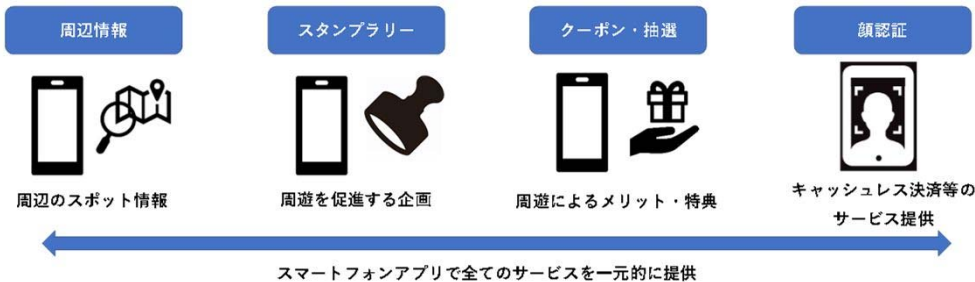 周辺情報
スタンプラリー
クーポン・抽選
顔認証
周辺のスポット情報
周遊を促進する企画
周遊によるメリット・特典
キャッシュレス決済等の
サービス提供
スマートフォンアプリで全てのサービスを一元的に提供